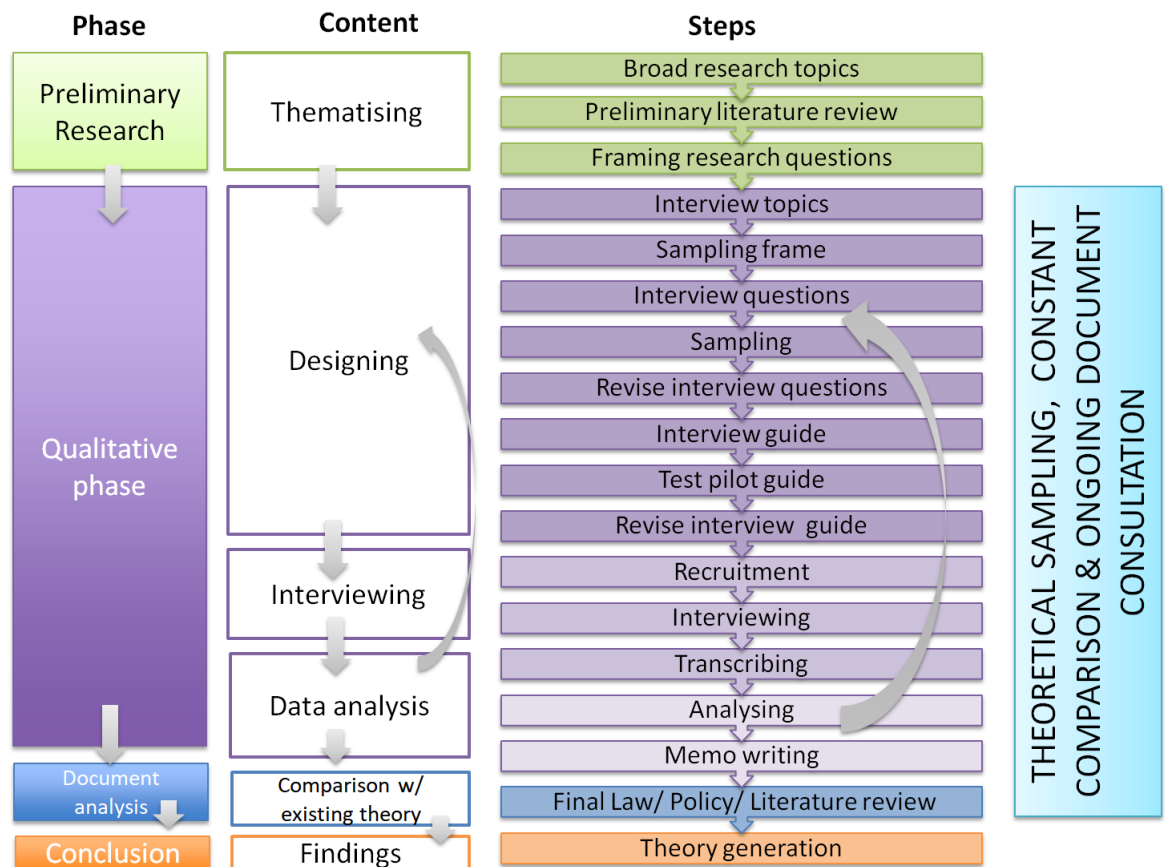 Phase
Content
Steps
Preliminary
Research
Qualitative
phase
Document
analysis
Conclusion
Thematising
Designing
Interviewing
Data analysis
Comparison w/
existing theory
Findings
Broad research topics
Preliminary literature review
Framing research questions
Interview topics
Sampling frame
Interview questions
Sampling
Revise interview questions
Interview guide
Test pilot guide
Revise interview guide
Recruitment
Interviewing
Transcribing
Analysing
Memo writing
Final Law/ Policy/ Literature review
Theory generation
THEORETICAL SAMPLING, CONSTANT
COMPARISON & ONGOING DOCUMENT
CONSULTATION